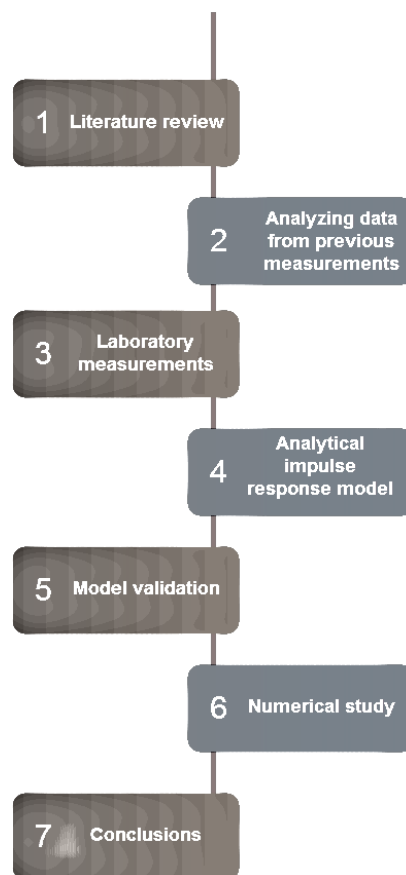 1 Literature review
2 Analyzing data
from previous
measurements
3 Laboratory
measurements
4 Analytical
impulse
response model
5 Model validation
6 Numerical study
7 Conclusions